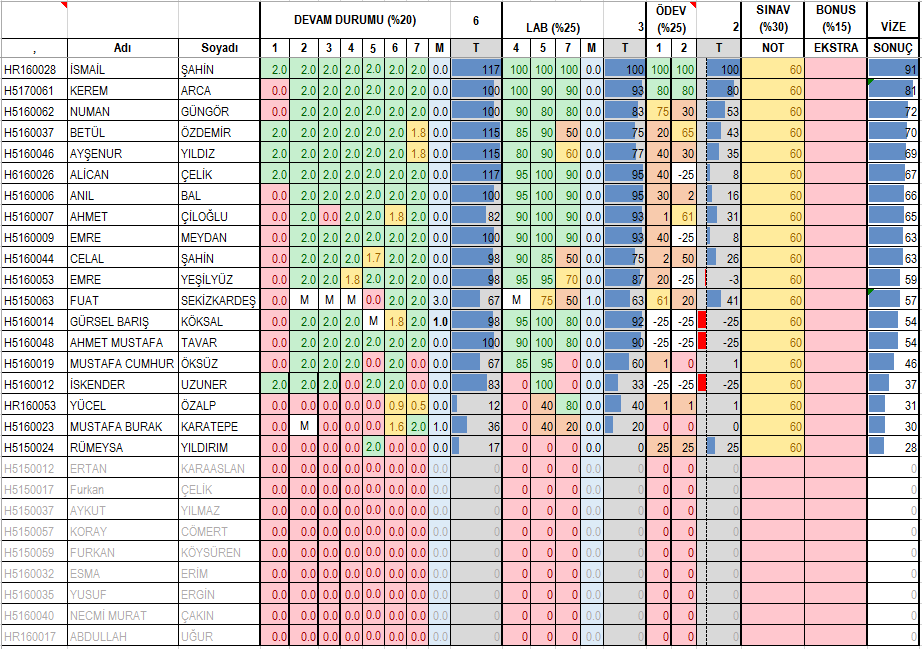 DEVAM DURUMU (%20) 6 LAB (%25) 3 ÖDEV (%25) 2 SINAV (%30) BONUS (%15) VİZE
, Adı Soyadı 1 2 3 4 5 6 7 M T 4 5 7 M T 1 2 T NOT EKSTRA SONUÇ
HR160028 İSMAİL ŞAHİN 2.0 2.0 2.0 2.0 2.0 2.0 2.0 0.0 117 100 100 100 0.0 100 100 100 100 60 91
H5170061 KEREM ARCA 0.0 2.0 2.0 2.0 2.0 2.0 2.0 0.0 100 100 90 90 0.0 93 80 80 80 60 81
H5160062 NUMAN GÜNGÖR 0.0 2.0 2.0 2.0 2.0 2.0 2.0 0.0 100 90 80 80 0.0 83 75 30 53 60 72
H5160037 BETÜL ÖZDEMİR 2.0 2.0 2.0 2.0 2.0 2.0 1.8 0.0 115 85 90 50 0.0 75 20 65 43 60 70
H5160046 AYŞENUR YILDIZ 2.0 2.0 2.0 2.0 2.0 2.0 1.8 0.0 115 80 90 60 0.0 77 40 30 35 60 69
H6160026 ALİCAN ÇELİK 2.0 2.0 2.0 2.0 2.0 2.0 2.0 0.0 117 95 100 90 0.0 95 40 -25 8 60 67
H5160006 ANIL BAL 0.0 2.0 2.0 2.0 2.0 2.0 2.0 0.0 100 95 100 90 0.0 95 30 2 16 60 66
H5160007 AHMET ÇİLOĞLU 0.0 2.0 0.0 2.0 2.0 1.8 2.0 0.0 82 90 100 90 0.0 93 1 61 31 60 65
H5160009 EMRE MEYDAN 0.0 2.0 2.0 2.0 2.0 2.0 2.0 0.0 100 90 100 90 0.0 93 40 -25 8 60 63
H5160044 CELAL ŞAHİN 0.0 2.0 2.0 2.0 1.7 2.0 2.0 0.0 98 90 85 50 0.0 75 2 50 26 60 63
H5160053 EMRE YEŞİLYÜZ 0.0 2.0 2.0 1.8 2.0 2.0 2.0 0.0 98 95 95 70 0.0 87 20 -25 -3 60 59
H5150063 FUAT SEKİZKARDEŞ 0.0 M M M 0.0 2.0 2.0 3.0 67 M 75 50 1.0 63 61 20 41 60 57
H5160014 GÜRSEL BARIŞ KÖKSAL 0.0 2.0 2.0 2.0 M 1.8 2.0 1.0 98 95 100 80 0.0 92 -25 -25 -25 60 54
H5160048 AHMET MUSTAFA TAVAR 0.0 2.0 2.0 2.0 2.0 2.0 2.0 0.0 100 90 100 80 0.0 90 -25 -25 -25 60 54
H5160019 MUSTAFA CUMHUR ÖKSÜZ 0.0 2.0 2.0 2.0 0.0 2.0 0.0 0.0 67 85 95 0 0.0 60 1 0 1 60 46
H5160012 İSKENDER UZUNER 2.0 2.0 2.0 0.0 2.0 2.0 0.0 0.0 83 0 100 0 0.0 33 -25 -25 -25 60 37
HR160053 YÜCEL ÖZALP 0.0 0.0 0.0 0.0 0.0 0.9 0.5 0.0 12 0 40 80 0.0 40 1 1 1 60 31
H5160023 MUSTAFA BURAK KARATEPE 0.0 M 0.0 0.0 0.0 1.6 2.0 1.0 36 0 40 20 0.0 20 0 0 0 60 30
H5150024 RÜMEYSA YILDIRIM 0.0 0.0 0.0 0.0 2.0 0.0 0.0 0.0 17 0 0 0 0.0 0 25 25 25 60 28
H5150012 ERTAN KARAASLAN 0.0 0.0 0.0 0.0 0.0 0.0 0.0 0.0 0 0 0 0 0.0 0 0 0 0 0
H5150017 Furkan ÇELİK 0.0 0.0 0.0 0.0 0.0 0.0 0.0 0.0 0 0 0 0 0.0 0 0 0 0 0
H5150037 AYKUT YILMAZ 0.0 0.0 0.0 0.0 0.0 0.0 0.0 0.0 0 0 0 0 0.0 0 0 0 0 0
H5150057 KORAY CÖMERT 0.0 0.0 0.0 0.0 0.0 0.0 0.0 0.0 0 0 0 0 0.0 0 0 0 0 0
H5150059 FURKAN KÖYSÜREN 0.0 0.0 0.0 0.0 0.0 0.0 0.0 0.0 0 0 0 0 0.0 0 0 0 0 0
H5160032 ESMA ERİM 0.0 0.0 0.0 0.0 0.0 0.0 0.0 0.0 0 0 0 0 0.0 0 0 0 0 0
H5160035 YUSUF ERGİN 0.0 0.0 0.0 0.0 0.0 0.0 0.0 0.0 0 0 0 0 0.0 0 0 0 0 0
H5160040 NECMİ MURAT ÇAKIN 0.0 0.0 0.0 0.0 0.0 0.0 0.0 0.0 0 0 0 0 0.0 0 0 0 0 0
HR160017 ABDULLAH UĞUR 0.0 0.0 0.0 0.0 0.0 0.0 0.0 0.0 0 0 0 0 0.0 0 0 0 0 0